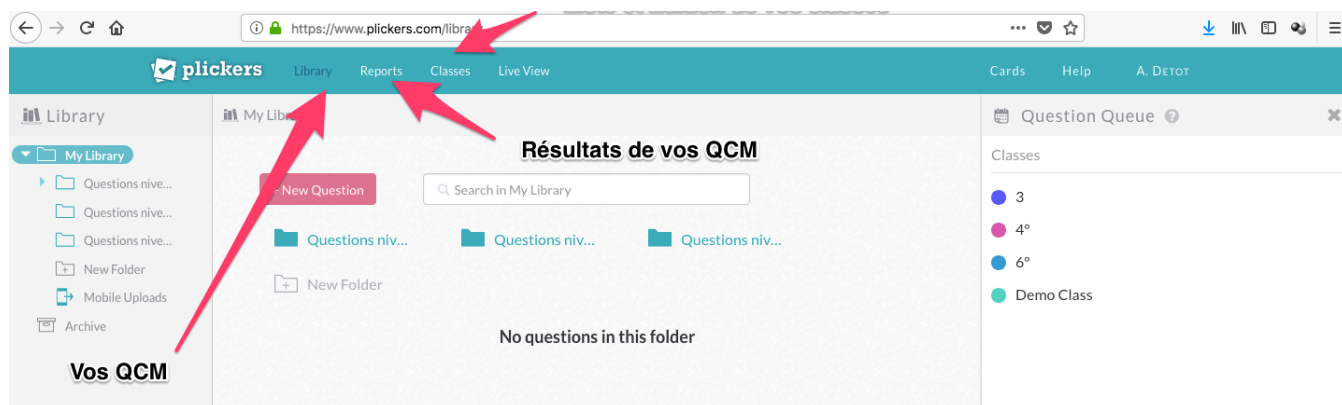 https://www.plickers.com/librar
plickers Library Reports Classes Live View Cards Help A. DETOT
Library
My Library
Questions nive...
Questions nive...
Questions nive...
New Folder
Mobile Uploads
Archive
Vos QCM
My Lib
Résultats de vos QCM
New Question
Search in My Library
Questions niv... Questions niv... Questions niv...
New Folder
No questions in this folder
Question Queue
Classes
3
4°
6°
Demo Class